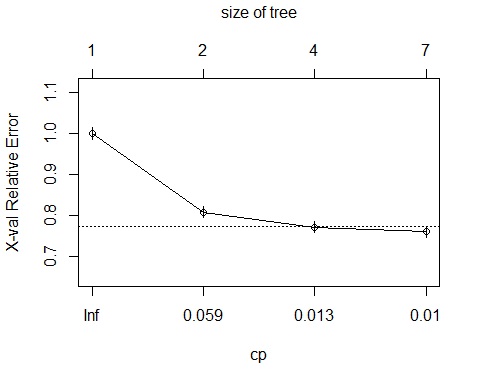 size of tree
1 2 4 7
X-val Relative Error
1.1
1.0
0.9
0.8
0.7
Inf 0.059 0.013 0.01
cp